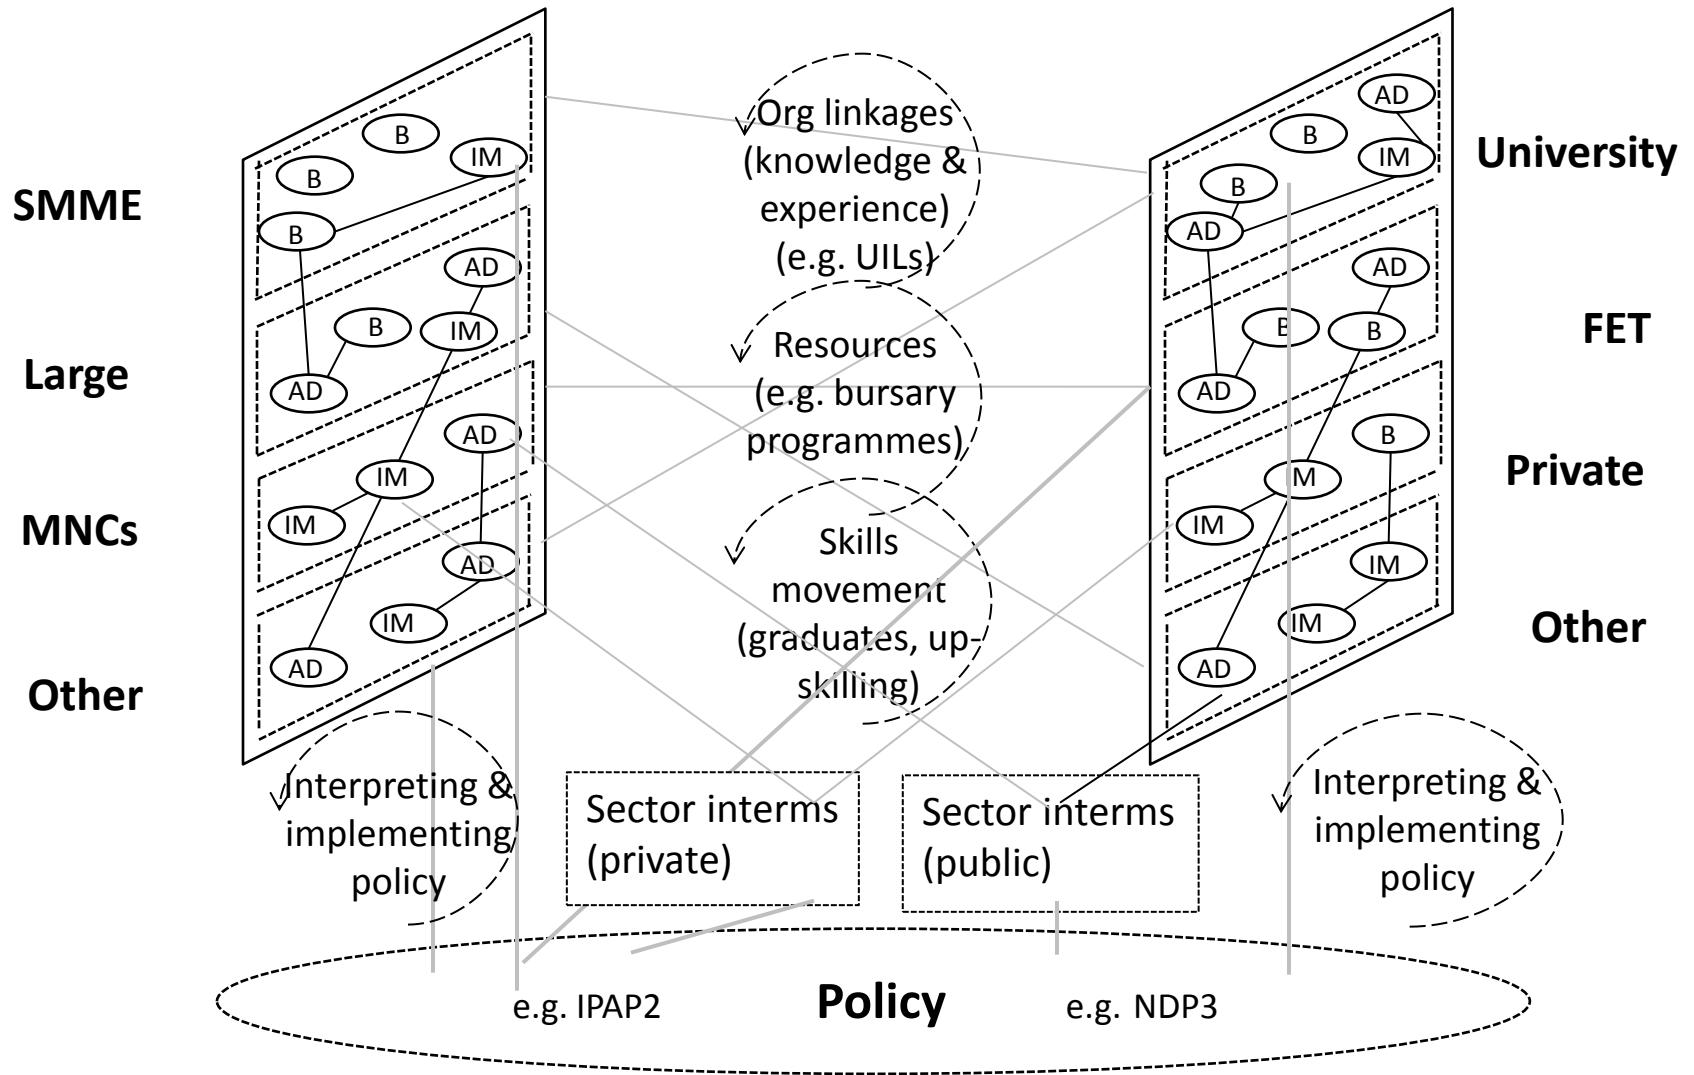 SMME
Large
MNCs
Other
B
B
IM
B
AD
B
IM
AD
AD
IM
IM
AD
IM
AD
Org linkages
(knowledge &
experience)
(e.g. UILs)
Resources
(e.g. bursary
programmes)
Skills
movement
(graduates, up-
skilling)
AD
B
IM
B
AD
AD
B
B
AD
B
M
IM
IM
IM
AD
University
FET
Private
Other
Interpreting &
implementing
policy
Sector interms
(private)
Sector interms
(public)
Interpreting &
implementing
policy
e.g. IPAP2
Policy
e.g. NDP3